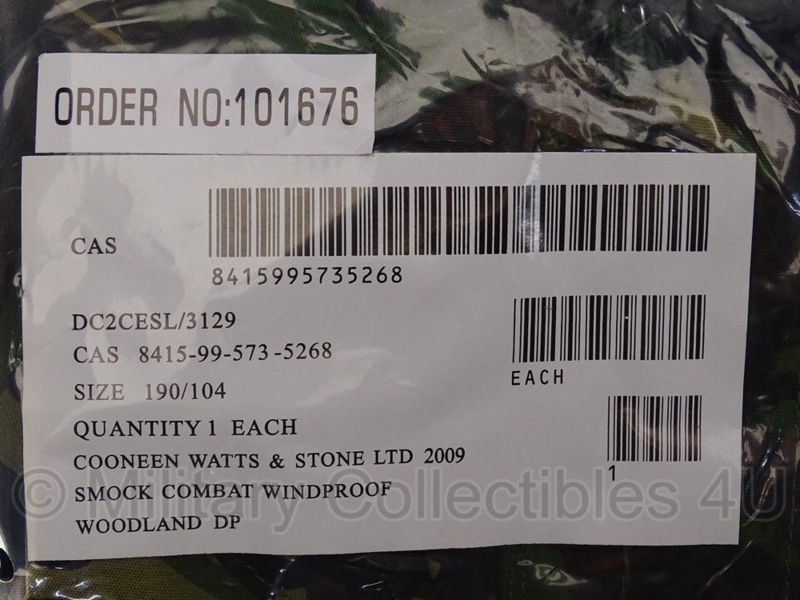 ORDER NO:101676
CAS
8415995735268
DC2CESL/3129
CAS 8415-99-573-5268
EACH
SIZE 190/104
QUANTITY 1 EACH
COONEEN WATTS & STONE LTD 2009
1
SMOCK COMBAT WINDPROOF
WOODLAND DP
© Military Collectibles 4U